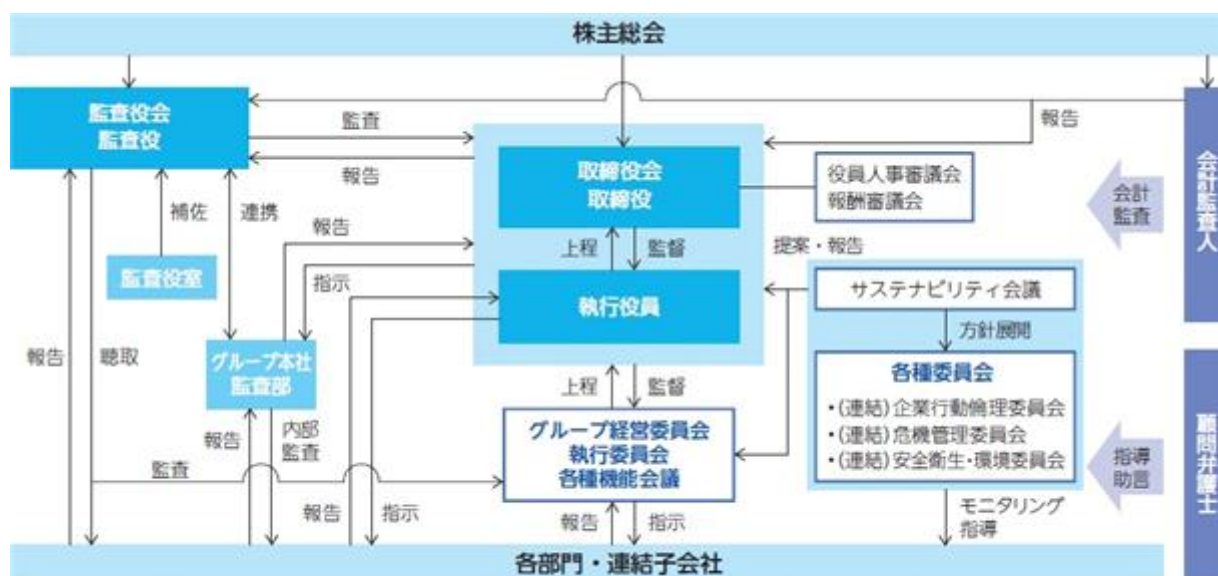 株主総会
監査役会
監査役
監査
報告
報告
取締役会
取締役
役員人事審議会
報酬審議会
会計
監査
会計監査人
補佐
連携
報告
上程
監督
提案・報告
監査役室
指示
執行役員
サステナビリティ会議
方針展開
報告
聴取
グループ本社
監査部
上程
監督
各種委員会
・(連結)企業行動倫理委員会
・(連結)危機管理委員会
・(連結)安全衛生・環境委員会
グループ経営委員会
執行委員会
各種機能会議
報告
内部
監査
監査
指導
助言
顧問弁護士
報告
指示
報告
指示
モニタリング
指導
各部門・連結子会社